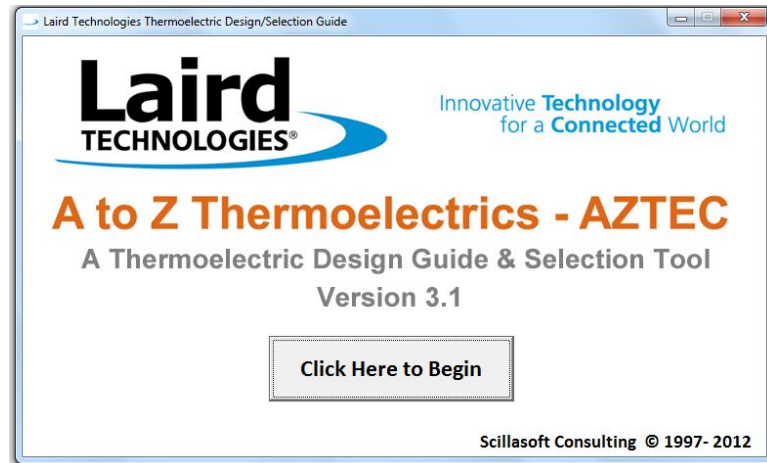 Laird Technologies Thermoelectric Design/Selection Guide
Laird
TECHNOLOGIES®
Innovative Technology
for a Connected World
A to Z Thermoelectrics - AZTEC
A Thermoelectric Design Guide & Selection Tool
Version 3.1
Click Here to Begin
Scillasoft Consulting © 1997- 2012